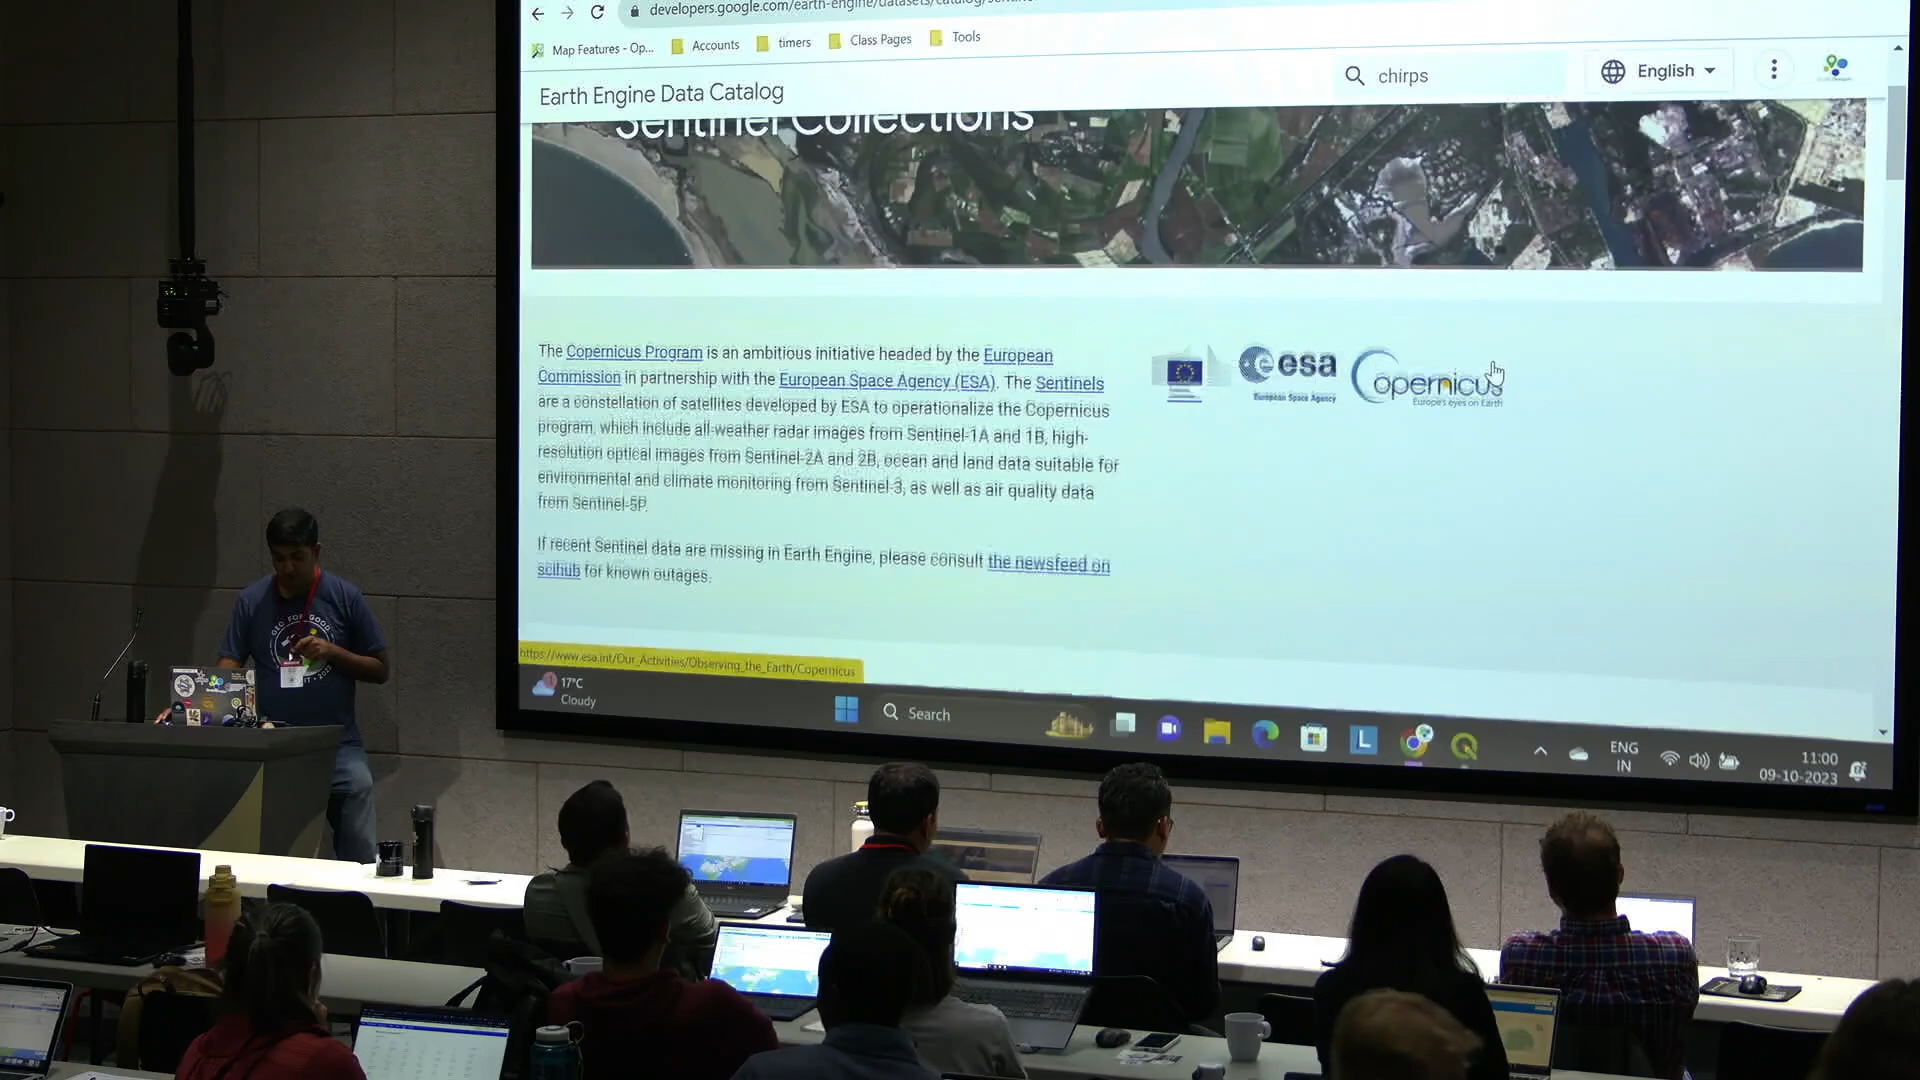 developers.google.com/earth-engine/datasets/catalog/
Map Features - Op...
Accounts
timers
Class Pages
Tools
Earth Engine Data Catalog
chirps
English
Sentinel Collections
The Copernicus Program is an ambitious initiative headed by the European
Commission in partnership with the European Space Agency (ESA). The Sentinels
are a constellation of satellites developed by ESA to operationalize the Copernicus
program, which include all-weather radar images from Sentinel-1A and 1B, high-
resolution optical images from Sentinel-2A and 2B, ocean and land data suitable for
environmental and climate monitoring from Sentinel-3, as well as air quality data
from Sentinel-5P.
If recent Sentinel data are missing in Earth Engine, please consult the newsfeed on
scihub for known outages.
esa
European Space Agency
opernicus
Europe's eyes on Earth
https://www.esa.int/Our_Activities/Observing_the_Earth/Copernicus
17°C
Cloudy
Search
L
ENG
IN
11:00
09-10-2023
GEO FOR GOOD